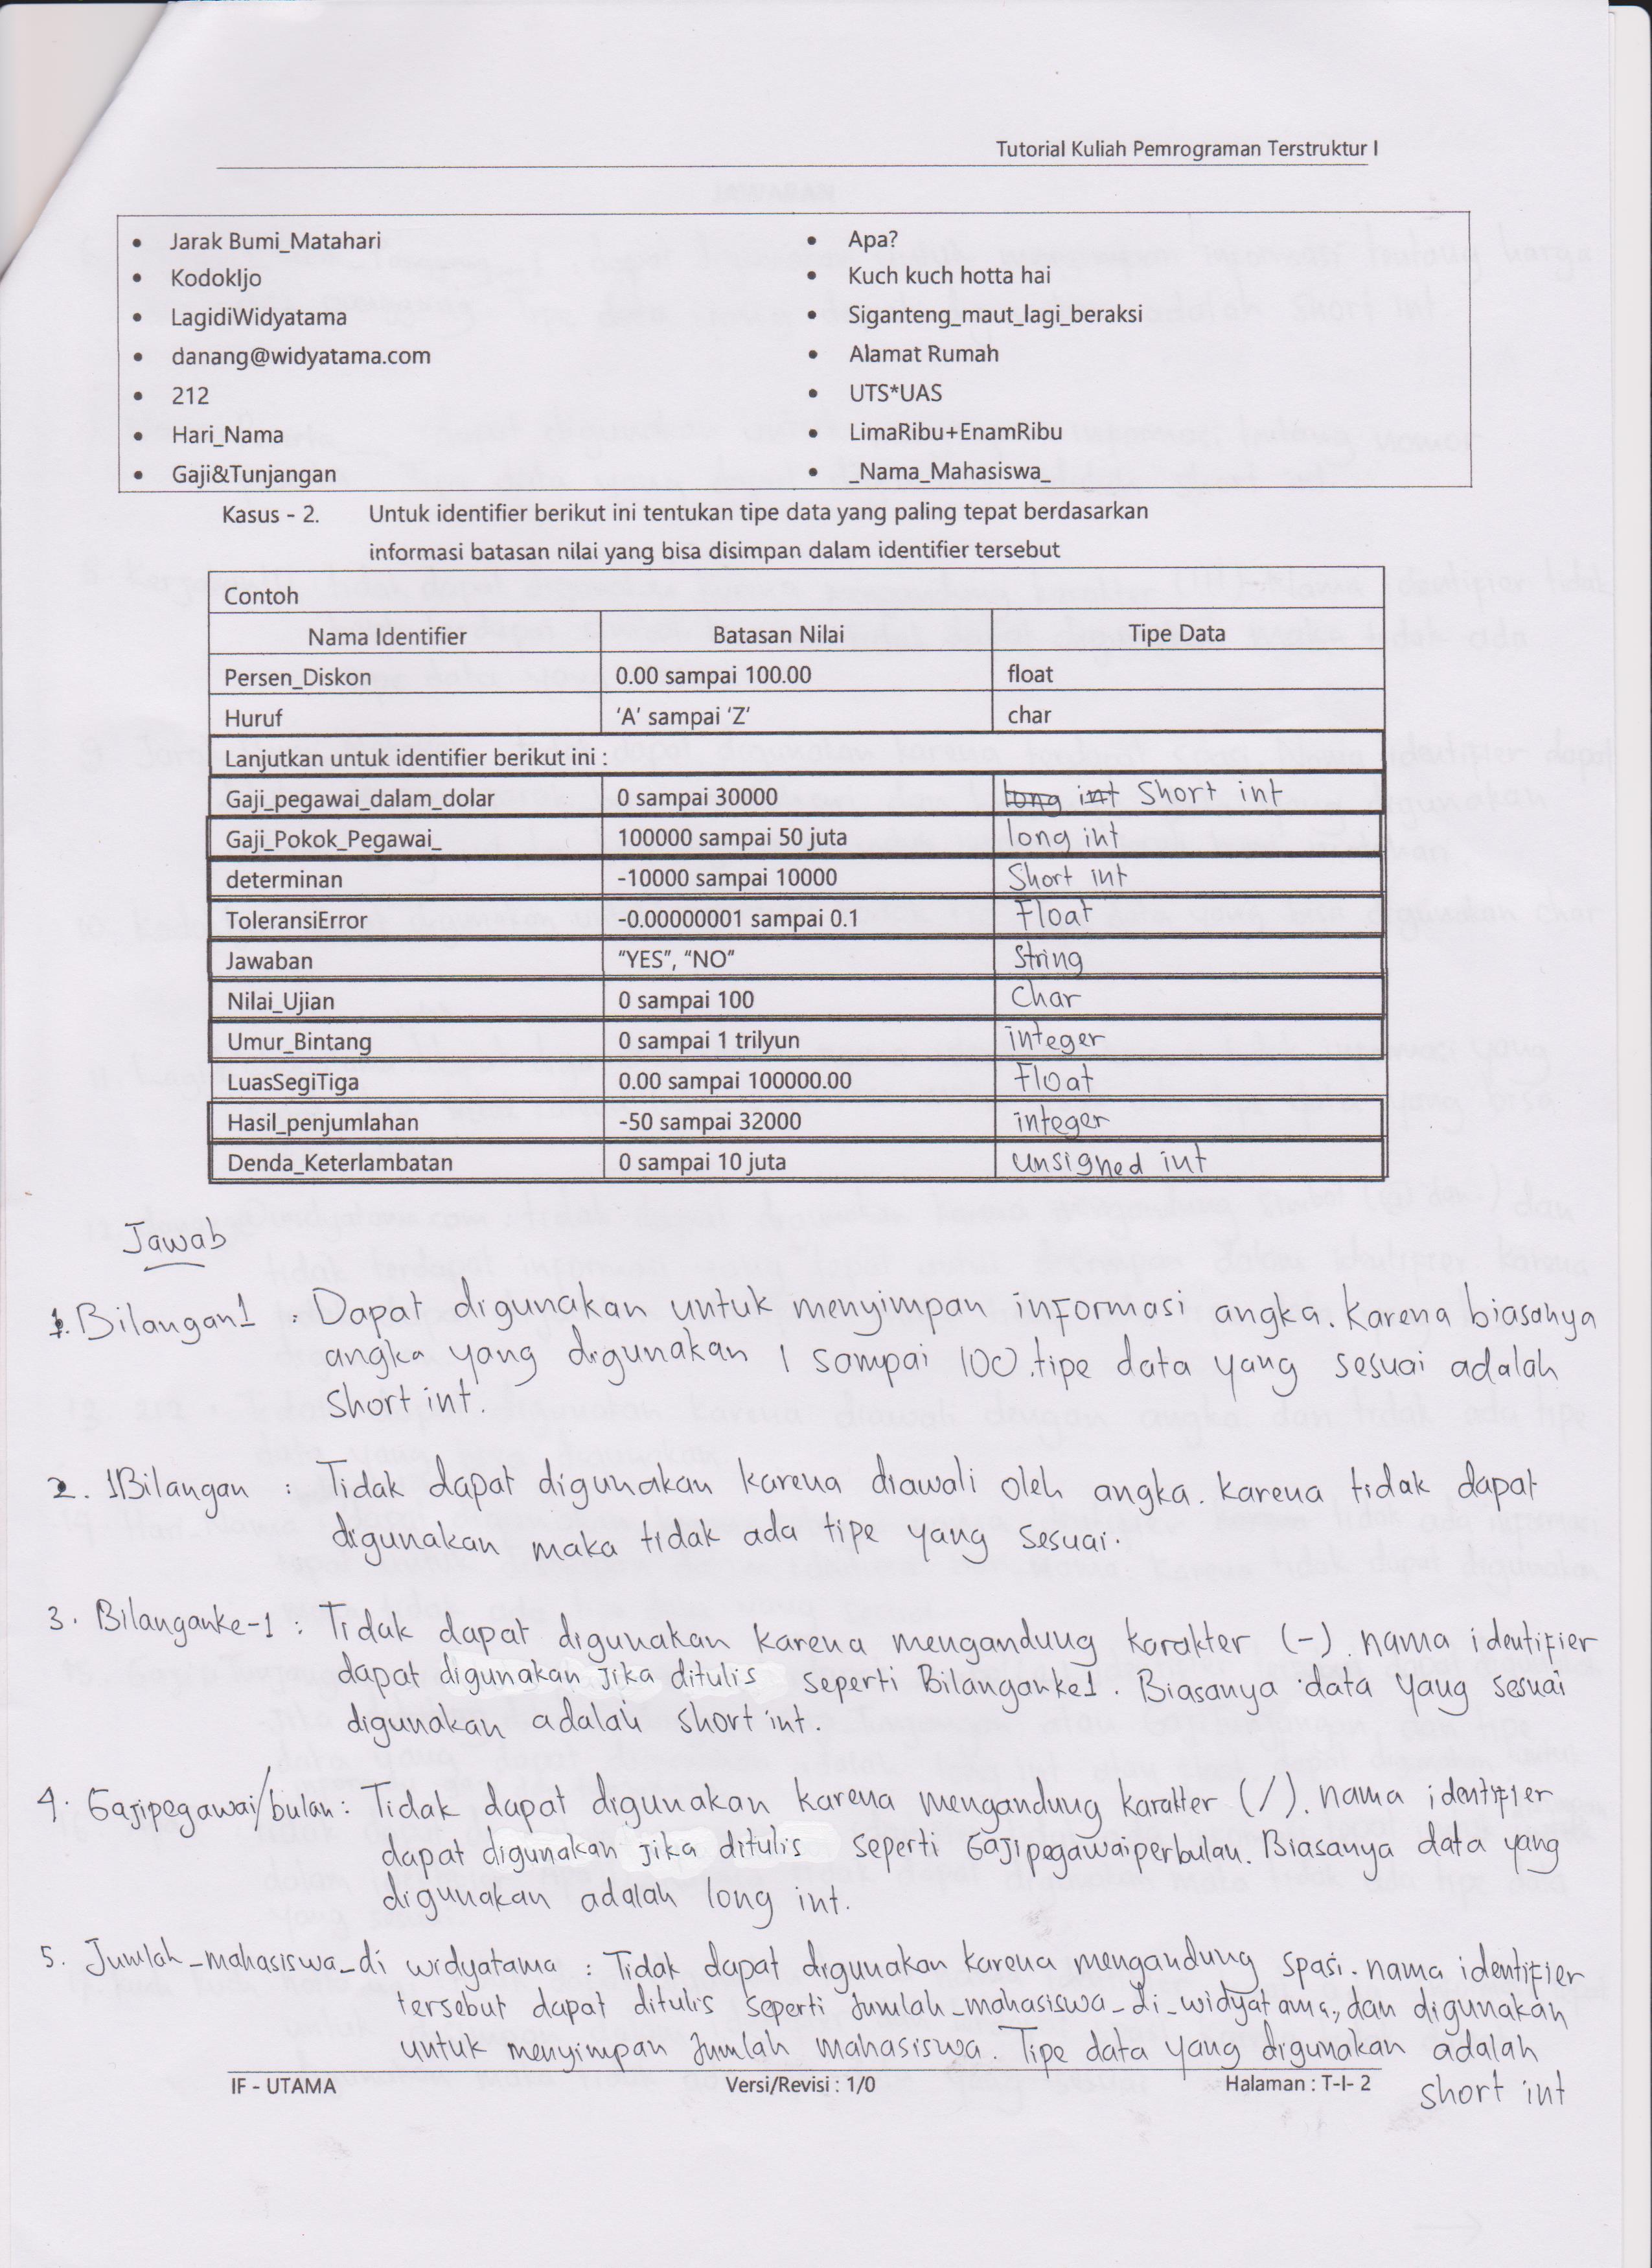 Tutorial Kuliah Pemrograman Terstruktur I
• Jarak Bumi_Matahari
• KodokIjo
• LagidiWidyatama
• danang@widyatama.com
• 212
• Hari_Nama
• Gaji&Tunjangan
• Apa?
• Kuch kuch hotta hai
• Siganteng_maut_lagi_beraksi
• Alamat Rumah
• UTS*UAS
• LimaRibu+EnamRibu
• _Nama_Mahasiswa_
Kasus - 2. Untuk identifier berikut ini tentukan tipe data yang paling tepat berdasarkan
informasi batasan nilai yang bisa disimpan dalam identifier tersebut
Contoh
Nama Identifier Batasan Nilai Tipe Data
Persen_Diskon 0.00 sampai 100.00 float
Huruf ‘A’ sampai ‘Z’ char
Lanjutkan untuk identifier berikut ini :
Gaji_pegawai_dalam_dolar 0 sampai 30000 long int Short int
Gaji_Pokok_Pegawai_ 100000 sampai 50 juta long int
determinan -10000 sampai 10000 Short int
ToleransiError -0.00000001 sampai 0.1 Float
Jawaban “YES”, “NO” String
Nilai_Ujian 0 sampai 100 Char
Umur_Bintang 0 sampai 1 trilyun integer
LuasSegiTiga 0.00 sampai 100000.00 Float
Hasil_penjumlahan -50 sampai 32000 integer
Denda_Keterlambatan 0 sampai 10 juta unsigned int
Jawab
1. Bilangan1 : Dapat digunakan untuk menyimpan informasi angka. Karena biasanya
angka yang digunakan 1 sampai 100. tipe data yang sesuai adalah
Short int.
2. 1Bilangan : Tidak dapat digunakan karena diawali oleh angka. Karena tidak dapat
digunakan maka tidak ada tipe yang sesuai.
3. Bilanganke-1 : Tidak dapat digunakan karena mengandung karakter (-). nama identifier
dapat digunakan jika ditulis seperti Bilanganke1. Biasanya data yang sesuai
digunakan adalah short int.
4. Gajipegawai/bulan : Tidak dapat digunakan karena mengandung karakter (/). nama identifier
dapat digunakan jika ditulis seperti Gajipegawaiperbulan. Biasanya data yang
digunakan adalah long int.
5. Jumlah_mahasiswa_di widyatama : Tidak dapat digunakan karena mengandung spasi. nama identifier
tersebut dapat ditulis seperti Jumlah_mahasiswa_di_widyatama, dan digunakan
untuk menyimpan Jumlah mahasiswa. Tipe data yang digunakan adalah
short int
IF - UTAMA Versi/Revisi : 1/0 Halaman : T-I- 2